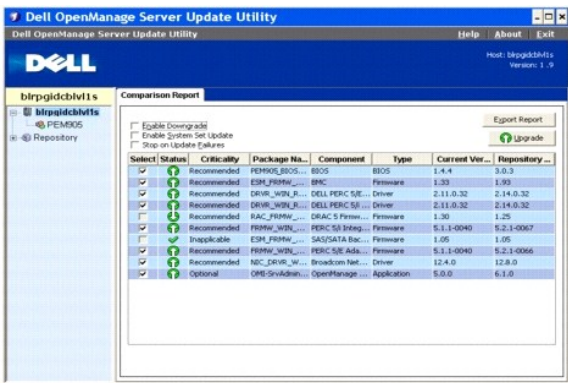 Dell OpenManage Server Update Utility
Dell OpenManage Server Update Utility Help About Exit
DELL
Host: blrpgidcblvl1s
Version: 1 .9
blrpgidcblvl1s
Comparison Report
blrpgidcblvl1s
PEM905
Repository
Enable Downgrade
Enable System Set Update
Stop on Update Failures
Export Report
Upgrade
Select Status Criticality Package Na... Component Type Current Ver... Repository ...
Recommended PEM905_BIOS... BIOS BIOS 1.4.4 3.0.3
Recommended ESM_FRMW_... BMC Firmware 1.33 1.93
Recommended DRVR_WIN_R... DELL PERC 5/E... Driver 2.11.0.32 2.14.0.32
Recommended DRVR_WIN_R... DELL PERC 5/i ... Driver 2.11.0.32 2.14.0.32
Recommended RAC_FRMW_... DRAC 5 Firmw... Firmware 1.30 1.25
Recommended FRMW_WIN_... PERC 5/i Integ... Firmware 5.1.1-0040 5.2.1-0067
Inapplicable ESM_FRMW_... SAS/SATA Bac... Firmware 1.05 1.05
Recommended FRMW_WIN_... PERC 5/E Ada... Firmware 5.1.1-0040 5.2.1-0066
Recommended NIC_DRVR_W... Broadcom Net... Driver 12.4.0 12.8.0
Optional OMI-SrvAdmin... OpenManage ... Application 5.0.0 6.1.0